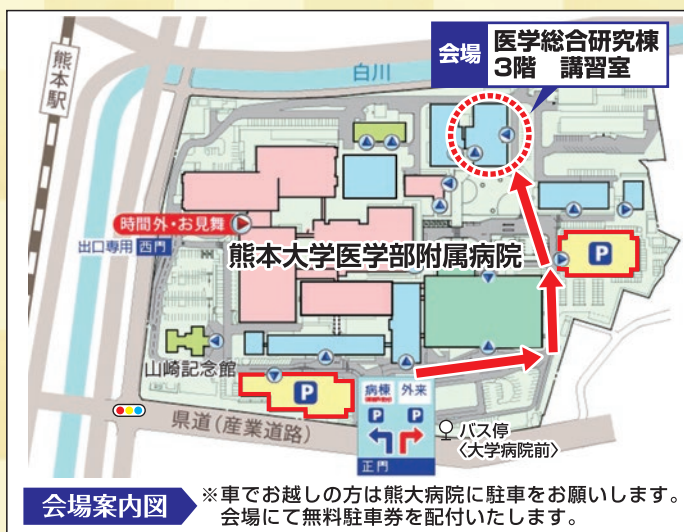 会場
医学総合研究棟
3階 講習室
熊本駅
白川
時間外・お見舞
出口専用 西門
熊本大学医学部附属病院
P
山崎記念館
P
病棟 外来
P P
正門
県道(産業道路)
バス停
〈大学病院前〉
会場案内図
※車でお越しの方は熊大病院に駐車をお願いします。
会場にて無料駐車券を配付いたします。